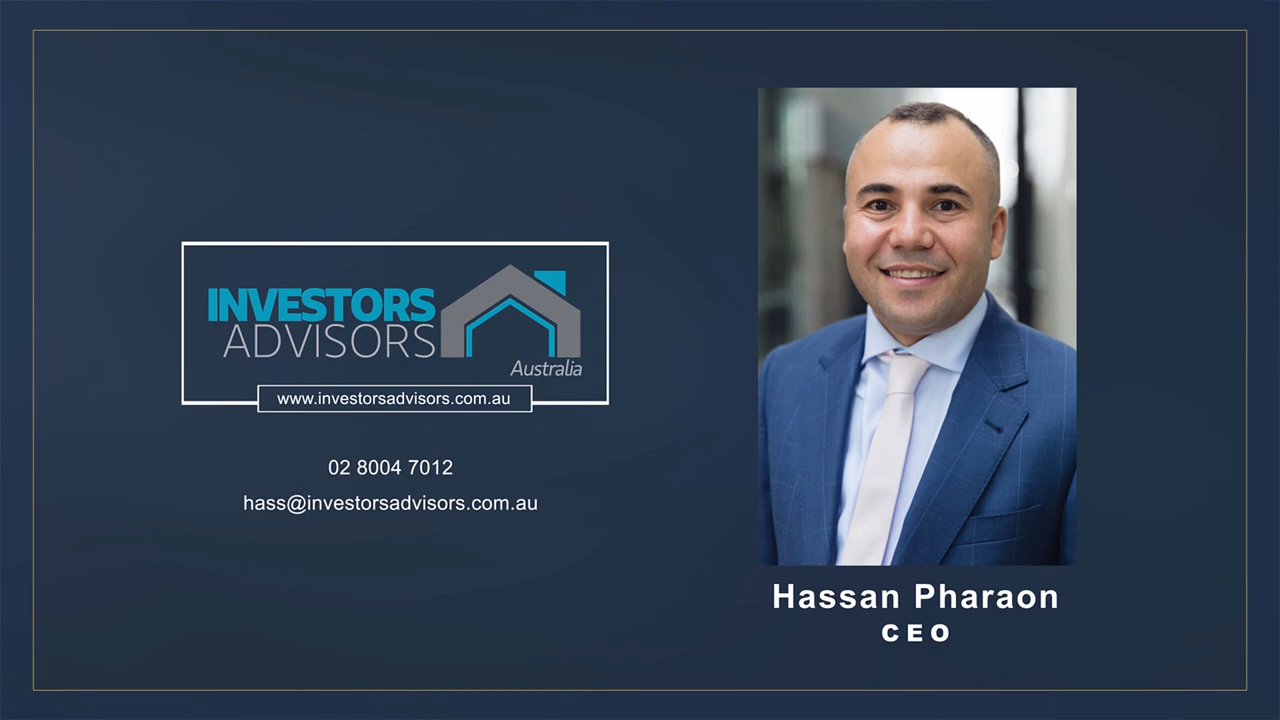 INVESTORS
ADVISORS
Australia
www.investorsadvisors.com.au
02 8004 7012
hass@investorsadvisors.com.au
Hassan Pharaon
CEO